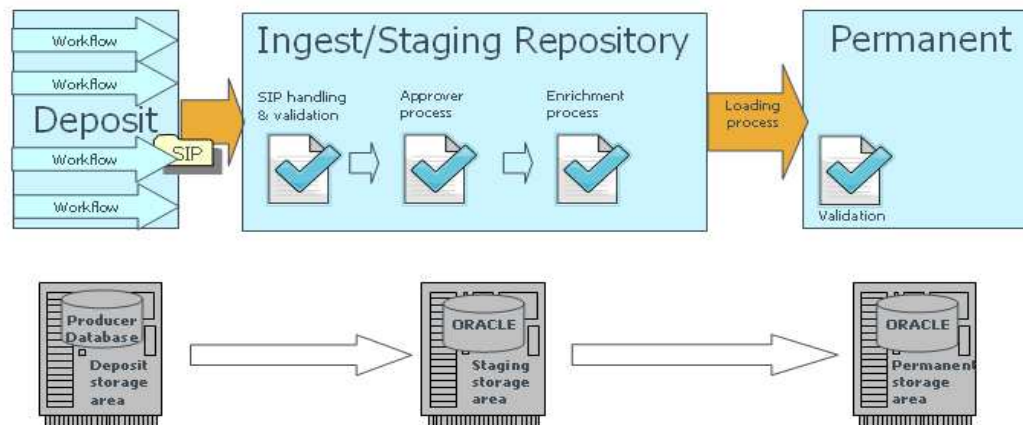 Workflow
Workflow
Deposit
SIP
Workflow
Workflow
Ingest/Staging Repository
SIP handling
& validation
Approver
process
Enrichment
process
Loading
process
Permanent
Validation
Producer
Database
Deposit
storage
area
ORACLE
Staging
storage
area
ORACLE
Permanent
storage
area